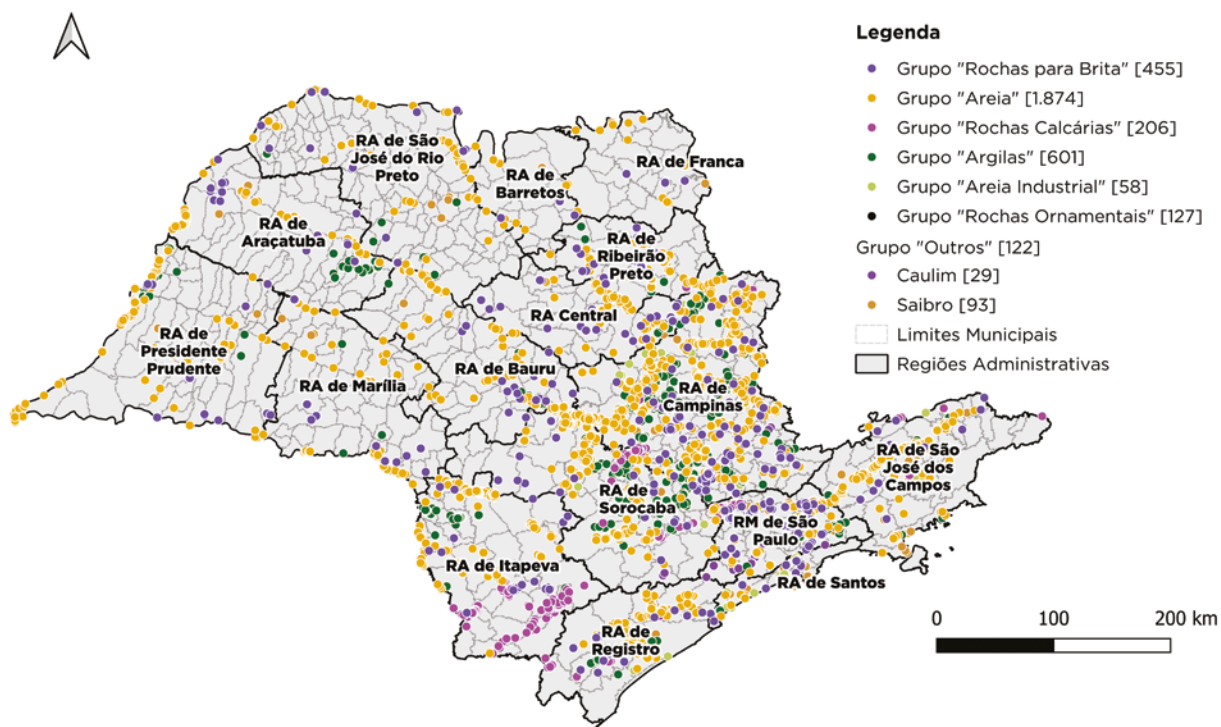 Legenda
Grupo "Rochas para Brita" [455]
Grupo "Areia" [1.874]
Grupo "Rochas Calcárias" [206]
Grupo "Argilas" [601]
Grupo "Areia Industrial" [58]
Grupo "Rochas Ornamentais" [127]
Grupo "Outros" [122]
Caulim [29]
Saibro [93]
Limites Municipais
Regiões Administrativas
RA de São
José do Rio
Preto
RA de
Barretos
RA de Franca
RA de
Araçatuba
RA de
Ribeirão
Preto
RA Central
RA de
Presidente
Prudente
RA de Marília
RA de Bauru
RA de
Campinas
RA de São
José dos
Campos
RA de
Sorocaba
RM de São
Paulo
RA de Itapeva
RA de Santos
RA de
Registro
0 100 200 km